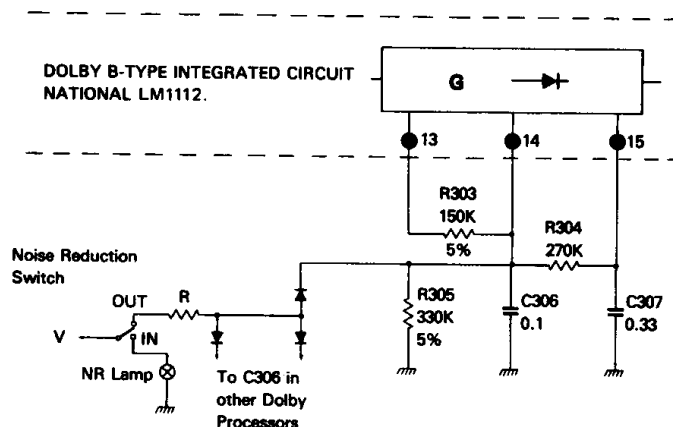 DOLBY B-TYPE INTEGRATED CIRCUIT
NATIONAL LM1112.
G
13
14
15
R303
150K
5%
R304
270K
Noise Reduction
Switch
OUT
R
R305
330K
5%
C306
0.1
C307
0.33
V
IN
NR Lamp
To C306 in
other Dolby
Processors